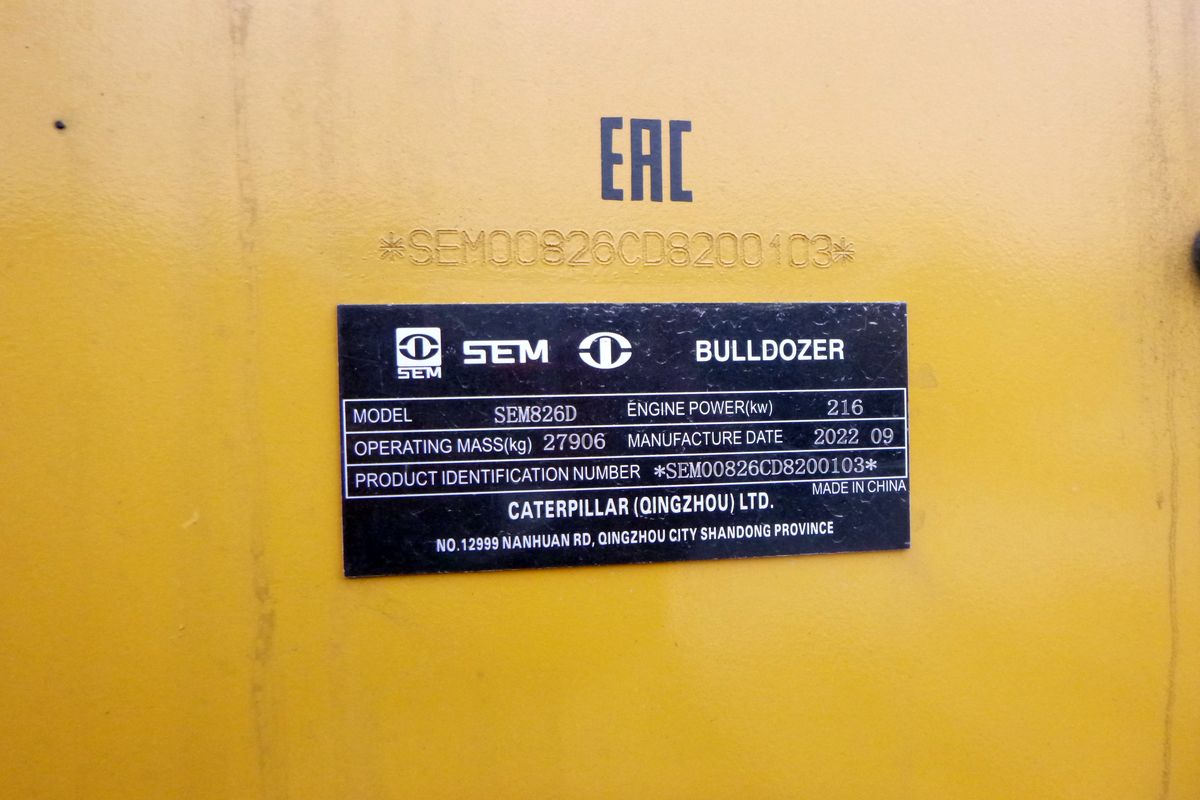 EAC
*SEM00826CD8200103*
SEM SEM BULLDOZER
MODEL SEM826D ENGINE POWER(kw) 216
OPERATING MASS(kg) 27906 MANUFACTURE DATE 2022 09
PRODUCT IDENTIFICATION NUMBER *SEM00826CD8200103*
MADE IN CHINA
CATERPILLAR (QINGZHOU) LTD.
NO.12999 NANHUAN RD, QINGZHOU CITY SHANDONG PROVINCE